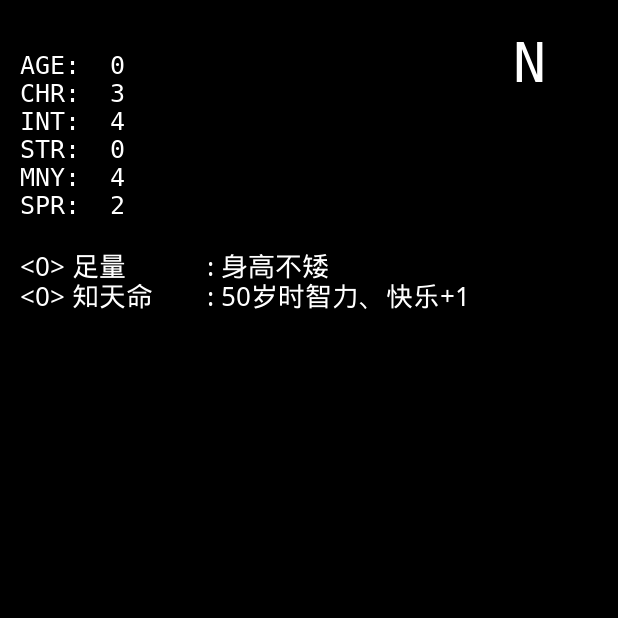 N
AGE: 0
CHR: 3
INT: 4
STR: 0
MNY: 4
SPR: 2
<0> 足量 : 身高不矮
<0> 知天命 : 50岁时智力、快乐+1